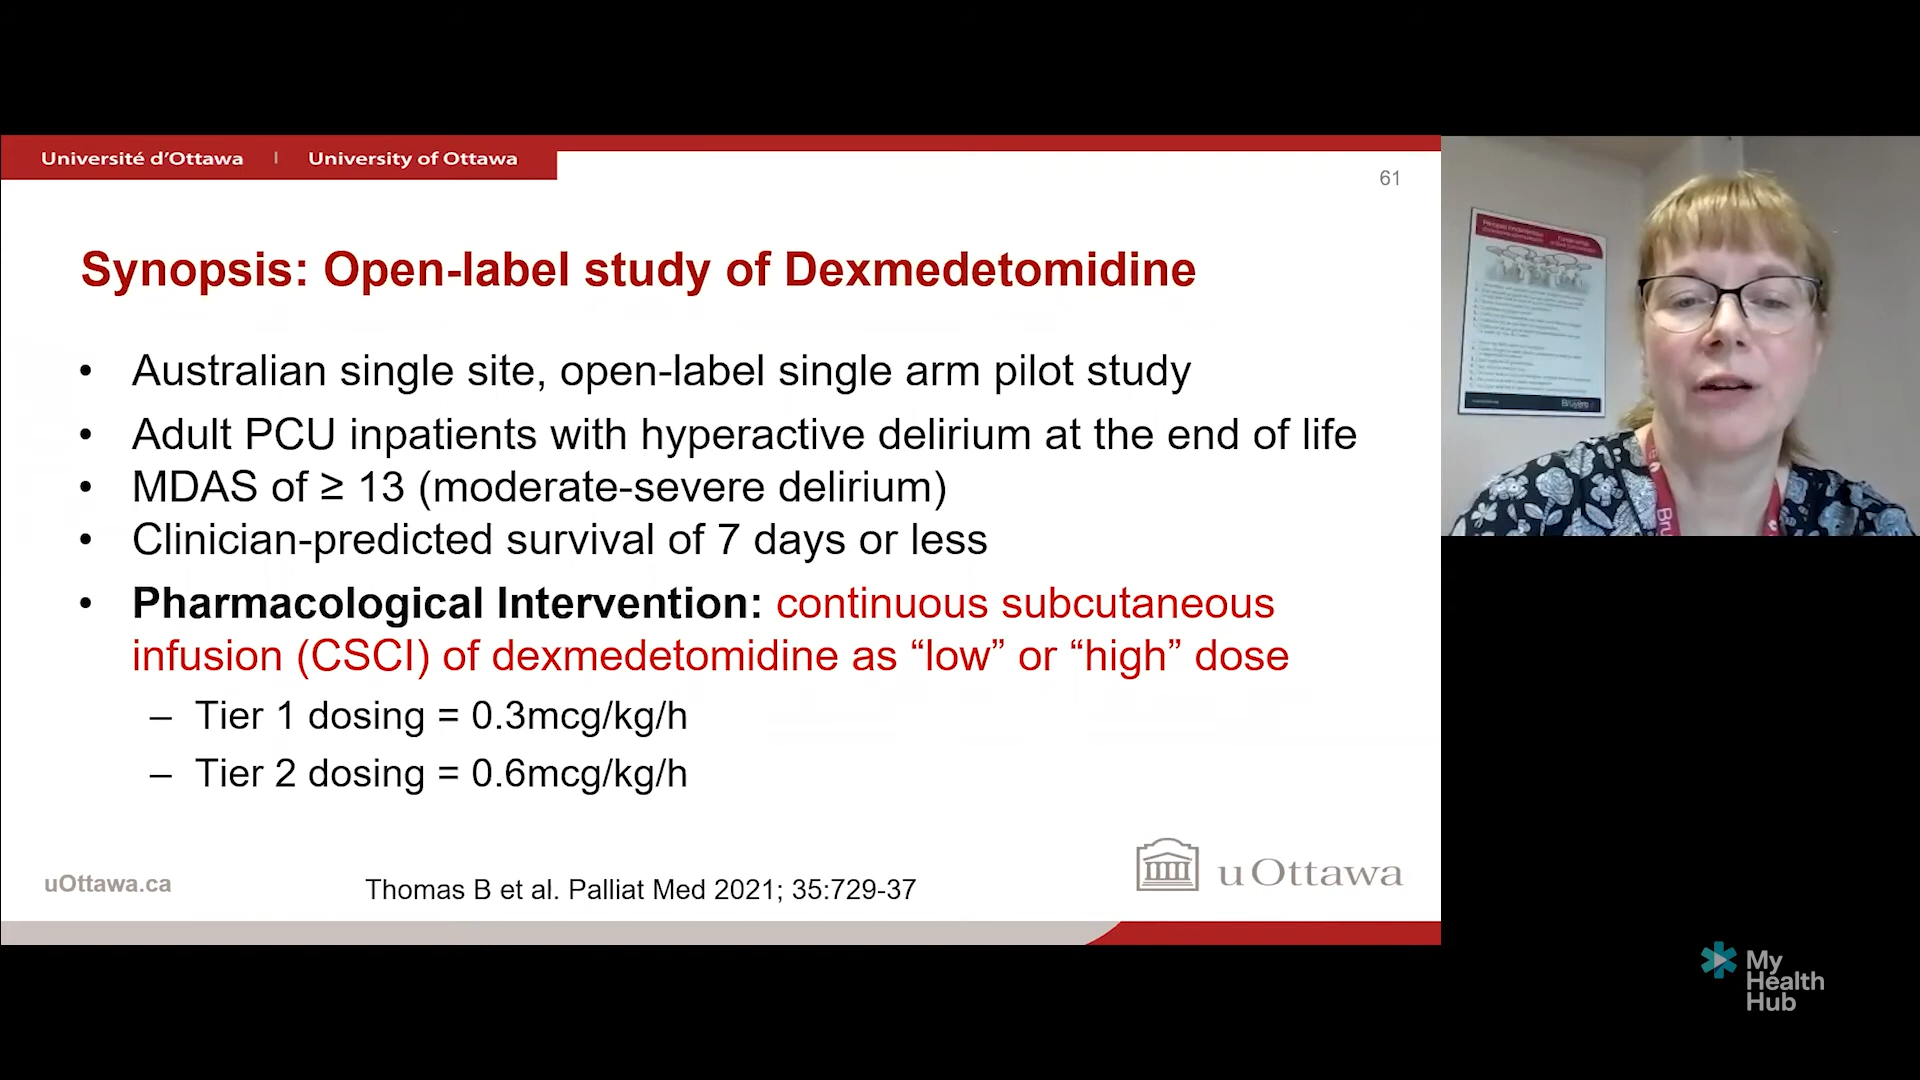 Université d'Ottawa | University of Ottawa
61
Synopsis: Open-label study of Dexmedetomidine
• Australian single site, open-label single arm pilot study
• Adult PCU inpatients with hyperactive delirium at the end of life
• MDAS of ≥ 13 (moderate-severe delirium)
• Clinician-predicted survival of 7 days or less
• Pharmacological Intervention: continuous subcutaneous
infusion (CSCI) of dexmedetomidine as “low” or “high” dose
– Tier 1 dosing = 0.3mcg/kg/h
– Tier 2 dosing = 0.6mcg/kg/h
uOttawa.ca
Thomas B et al. Palliat Med 2021; 35:729-37
uOttawa
Bruyère
Bru
My
Health
Hub